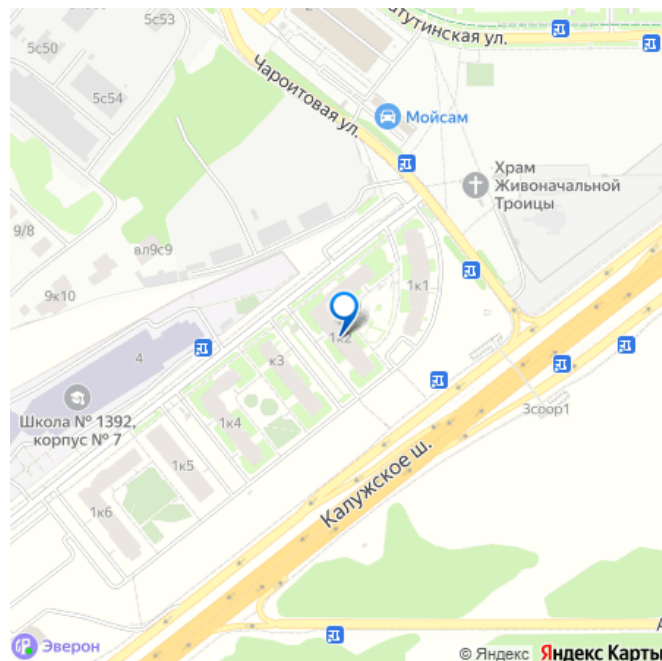 5с53
5с50
5с54
Чароитовая ул.
Мойсам
Храм
Живоначальной
Троицы
9/8
вл9с9
9к10
1к1
1к2
к3
4
Школа № 1392,
корпус № 7
1к4
1к5
1к6
3соор1
Калужское ш.
Эверон
А
© Яндекс Яндекс Карты